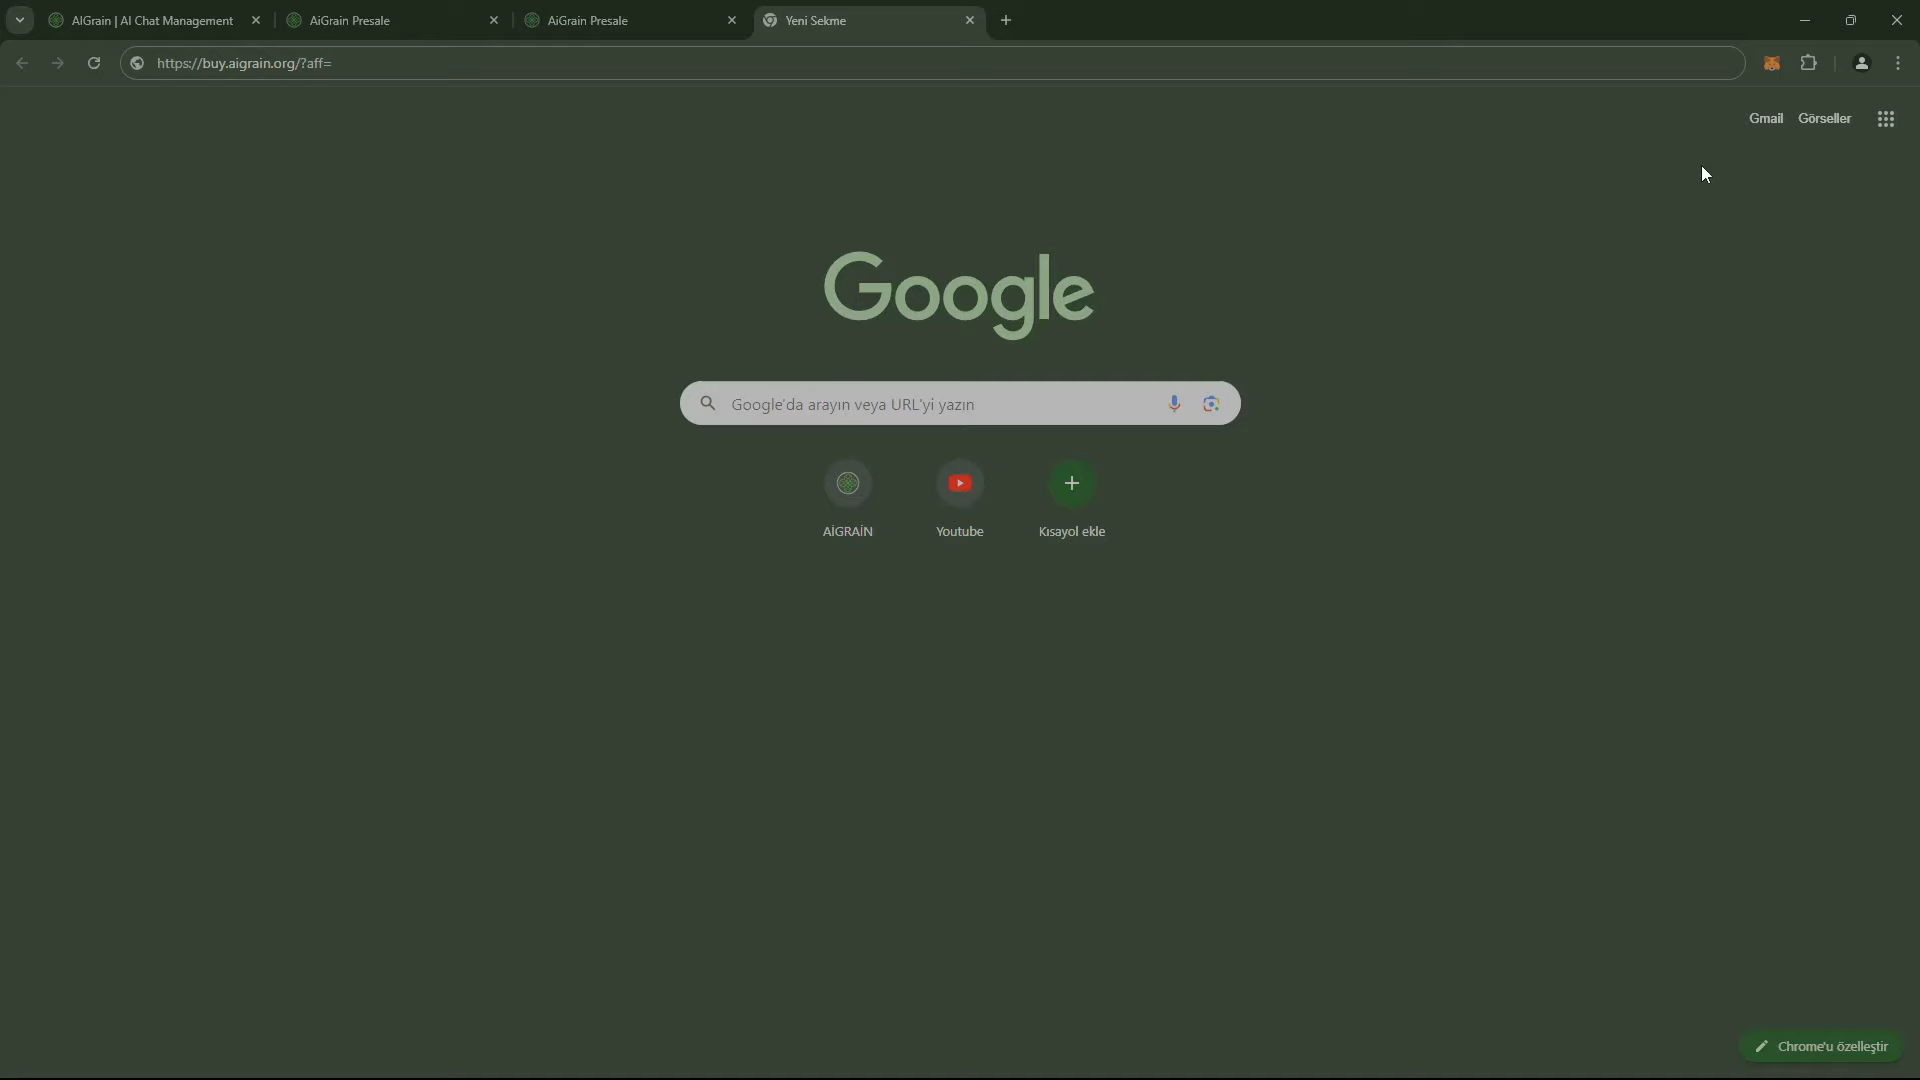 AIGrain | AI Chat Management
AiGrain Presale
AiGrain Presale
Yeni Sekme
https://buy.aigrain.org/?aff=
Gmail
Görseller
Google
Google'da arayın veya URL'yi yazın
AİGRAİN
Youtube
Kısayol ekle
Chrome'u özelleştir